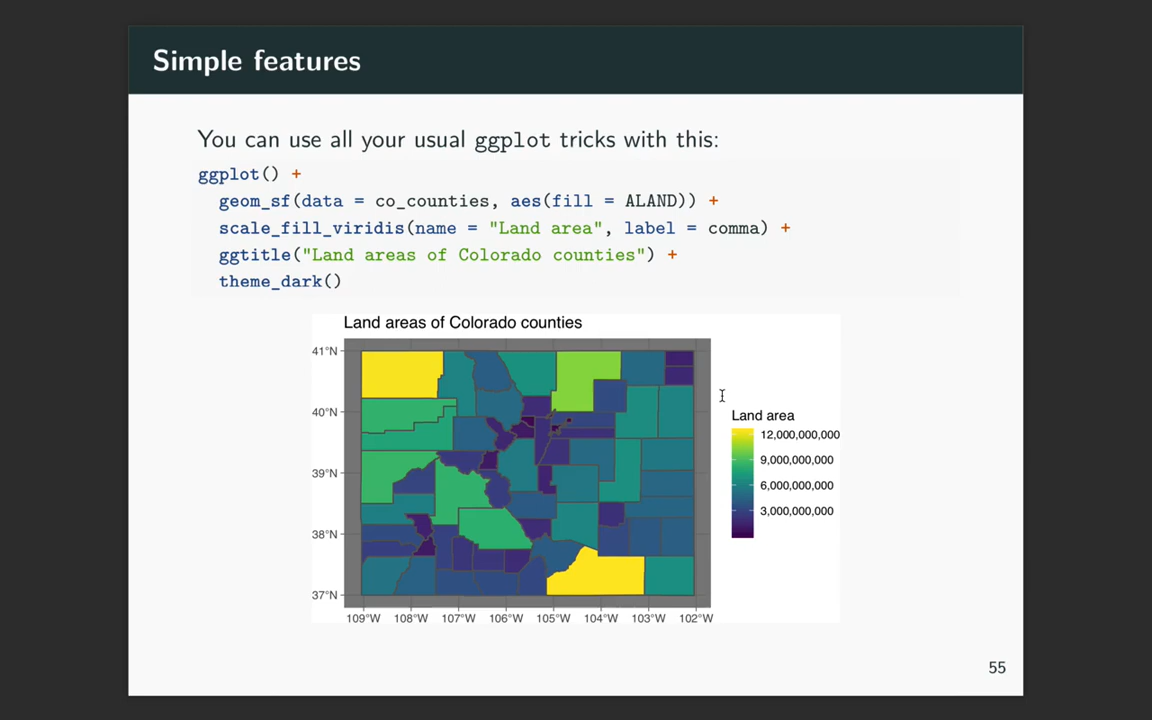 Simple features
You can use all your usual ggplot tricks with this:
ggplot() +
geom_sf(data = co_counties, aes(fill = ALAND)) +
scale_fill_viridis(name = "Land area", label = comma) +
ggtitle("Land areas of Colorado counties") +
theme_dark()
Land areas of Colorado counties
41°N
40°N
39°N
38°N
37°N
109°W 108°W 107°W 106°W 105°W 104°W 103°W 102°W
Land area
12,000,000,000
9,000,000,000
6,000,000,000
3,000,000,000
55